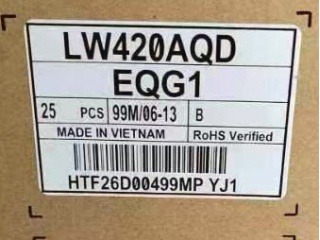 LW420AQD
EQG1
25 PCS 99M/06-13 B
MADE IN VIETNAM RoHS Verified
HTF26D00499MP YJ1